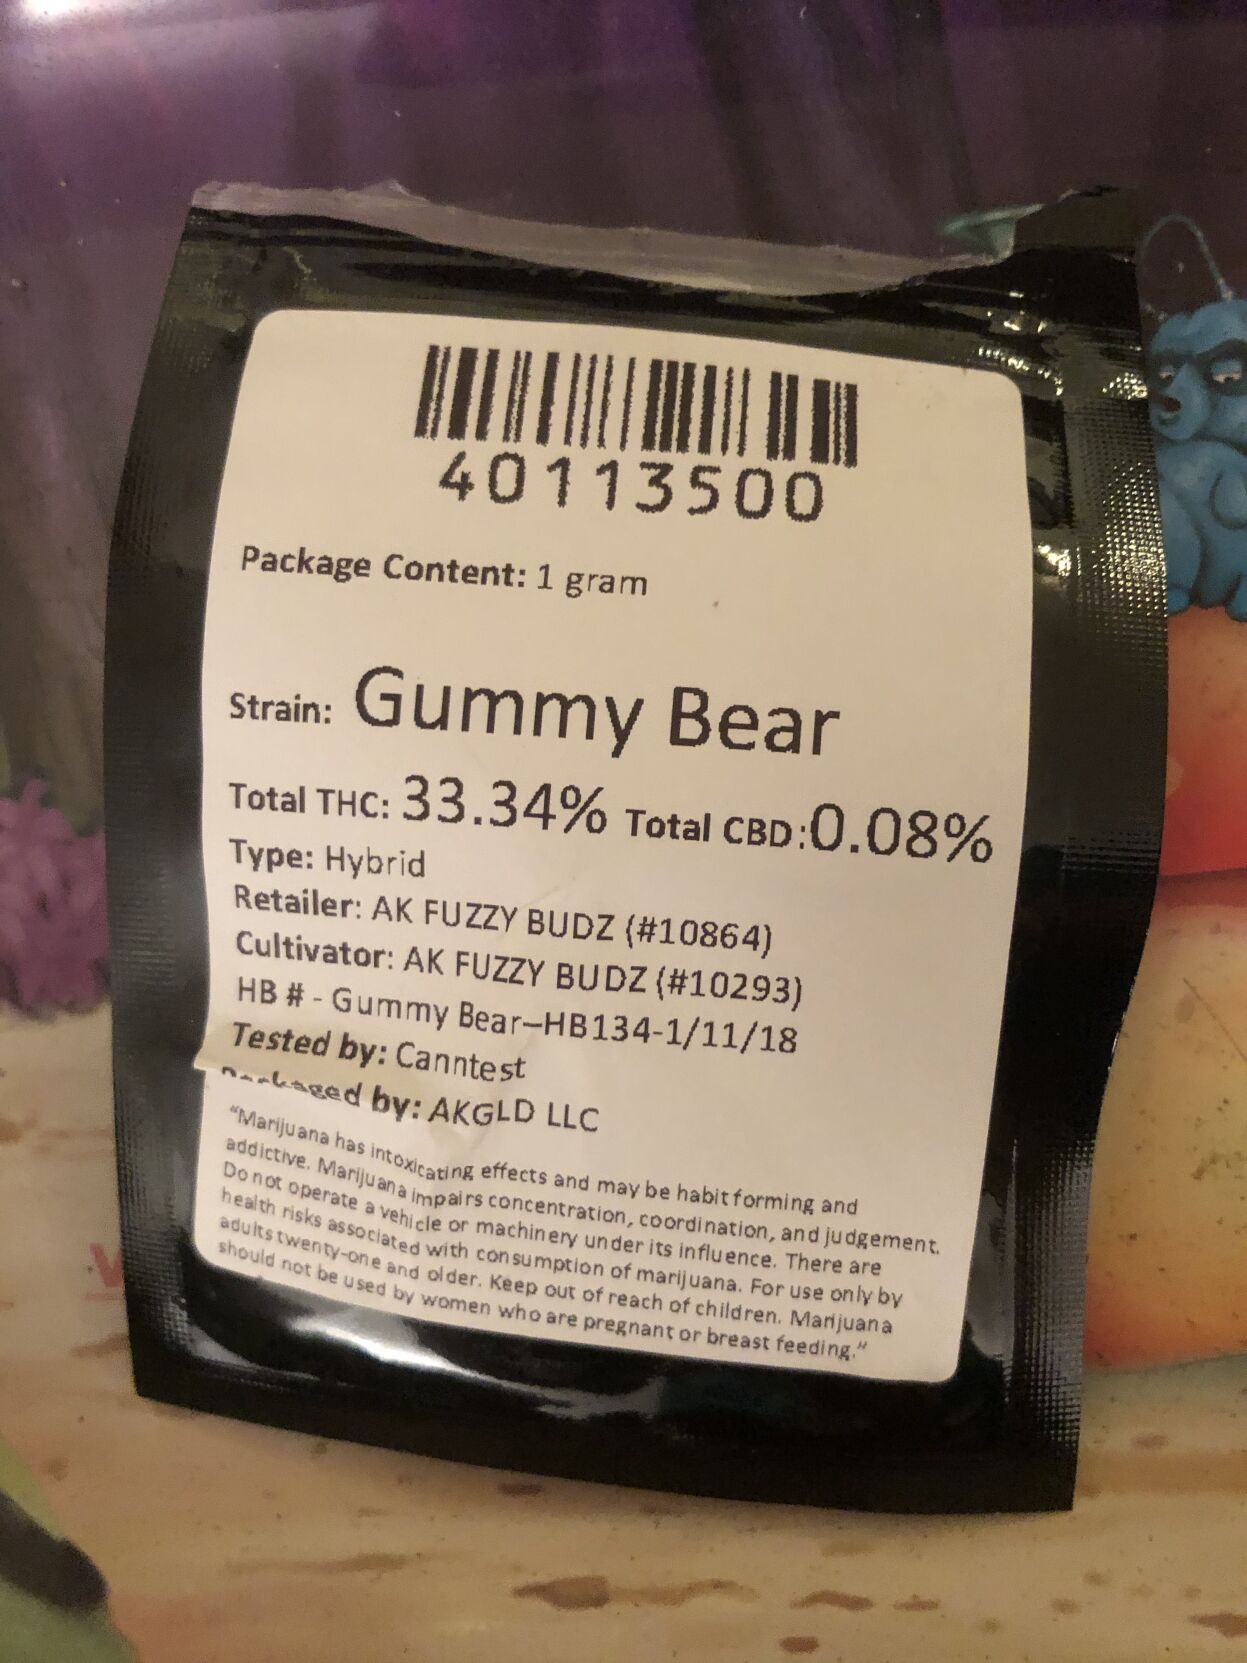 40113500
Package Content: 1 gram
Strain: Gummy Bear
Total THC: 33.34% Total CBD:0.08%
Type: Hybrid
Retailer: AK FUZZY BUDZ (#10864)
Cultivator: AK FUZZY BUDZ (#10293)
HB # - Gummy Bear–HB134-1/11/18
Tested by: Canntest
Packaged by: AKGLD LLC
“Marijuana has intoxicating effects and may be habit forming and
addictive. Marijuana impairs concentration, coordination, and judgement.
Do not operate a vehicle or machinery under its influence. There are
health risks associated with consumption of marijuana. For use only by
adults twenty-one and older. Keep out of reach of children. Marijuana
should not be used by women who are pregnant or breast feeding.”